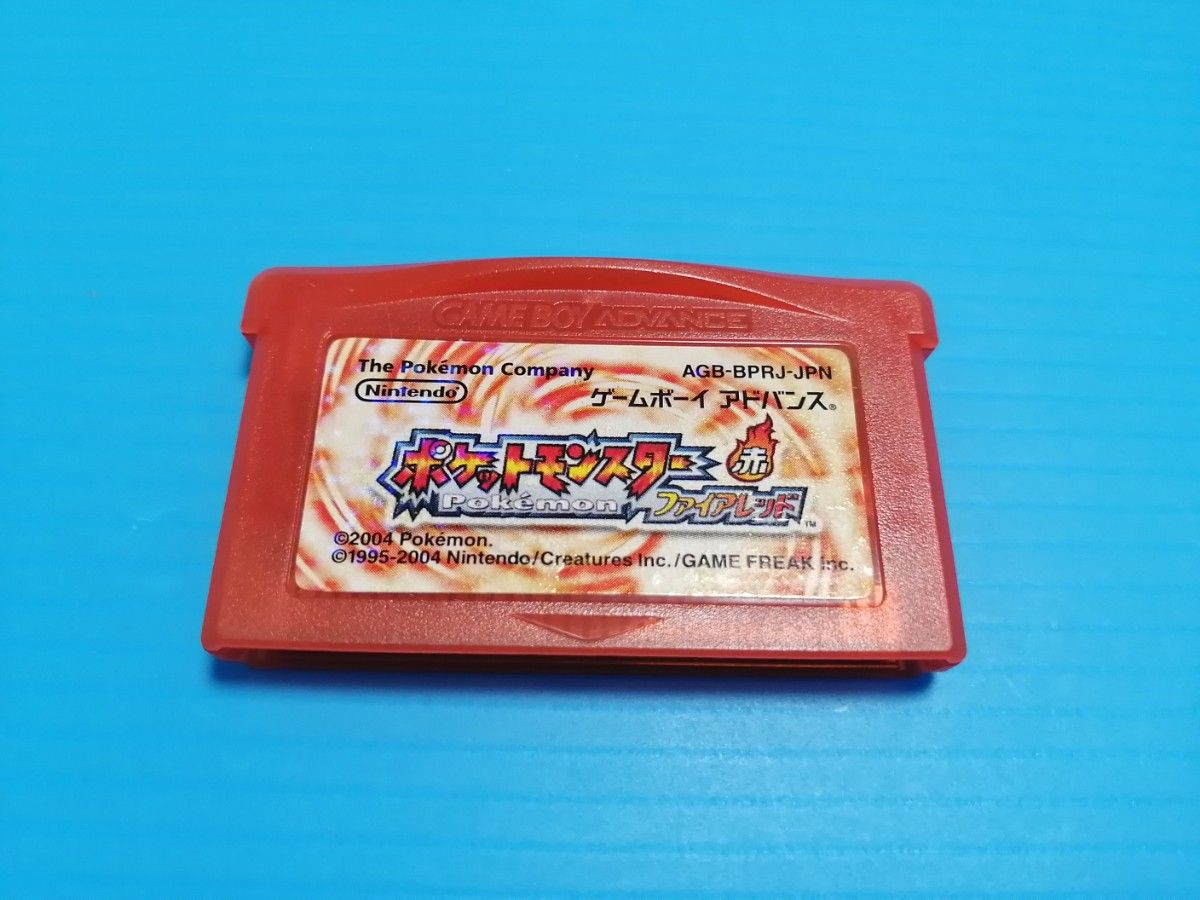 GAME BOY ADVANCE
The Pokémon Company AGB-BPRJ-JPN
Nintendo® ゲームボーイ アドバンス®
ポケットモンスター 赤
Pokémon ファイアレッド™
©2004 Pokémon.
©1995-2004 Nintendo/Creatures Inc./GAME FREAK inc.